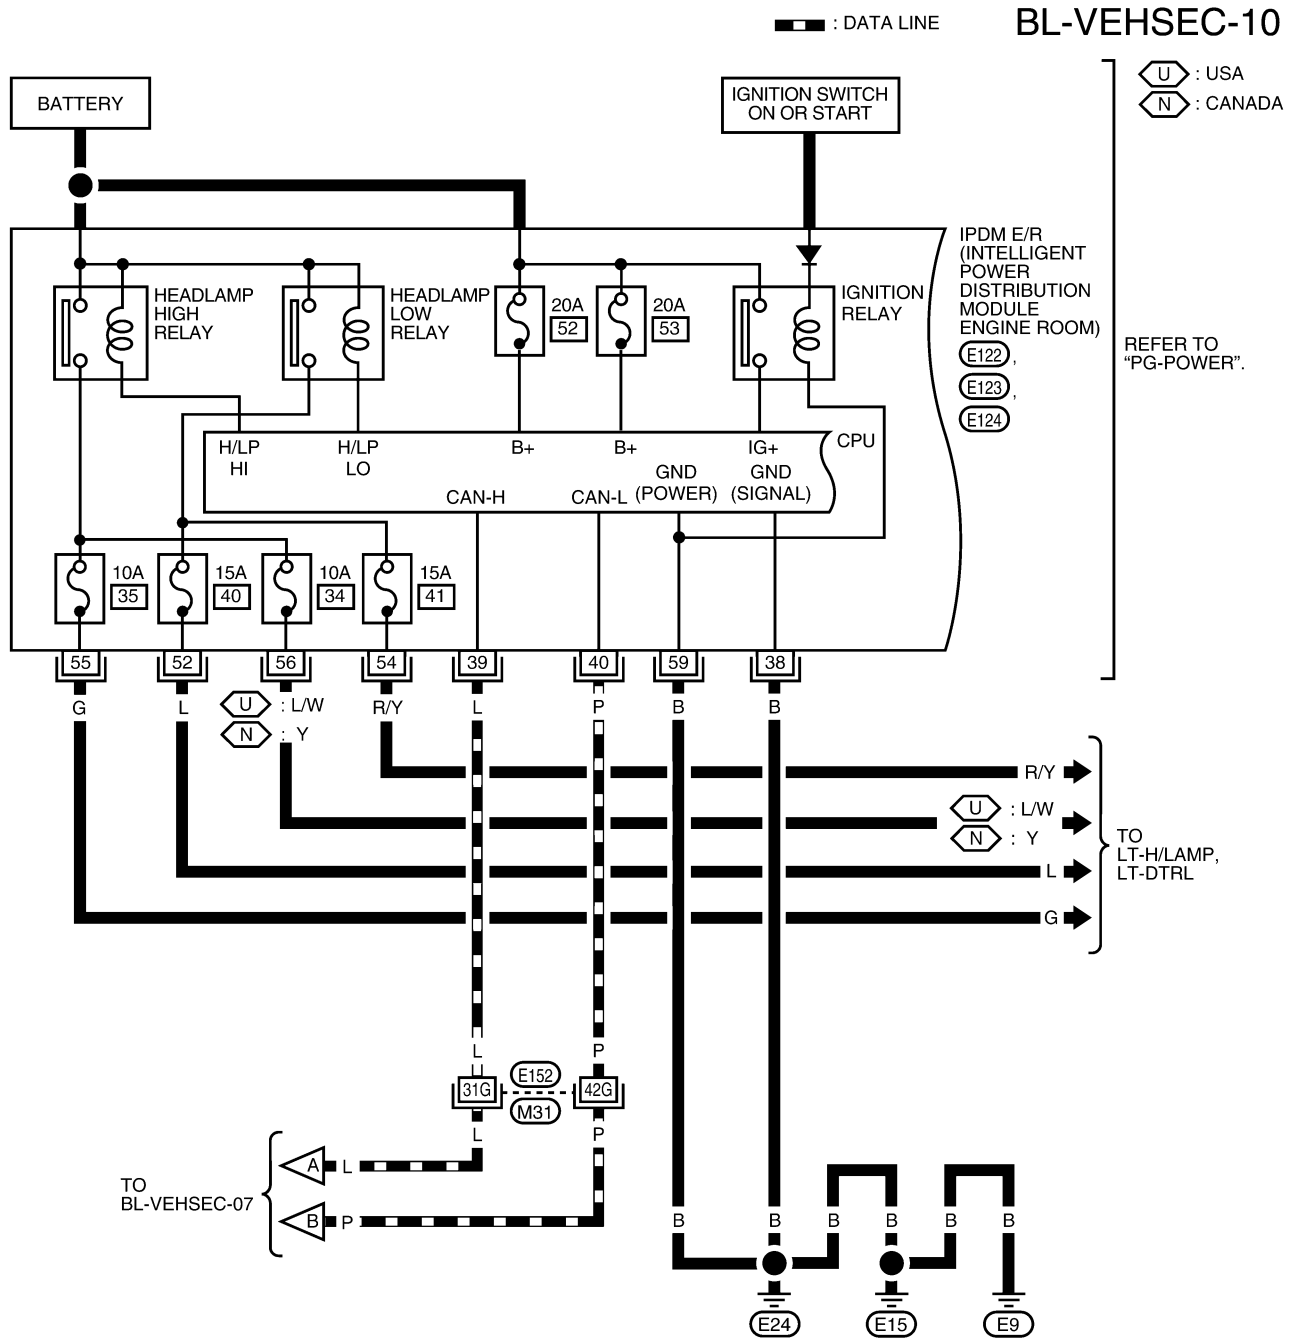 : DATA LINE
BL-VEHSEC-10
U : USA
N : CANADA
BATTERY
IGNITION SWITCH
ON OR START
IPDM E/R
(INTELLIGENT
POWER
DISTRIBUTION
MODULE
ENGINE ROOM)
E122 ,
E123 ,
E124
REFER TO
“PG-POWER”.
HEADLAMP
HIGH
RELAY
HEADLAMP
LOW
RELAY
20A
52
20A
53
IGNITION
RELAY
H/LP
HI
H/LP
LO
B+
B+
IG+
CPU
GND
(POWER)
GND
(SIGNAL)
CAN-H
CAN-L
10A
35
15A
40
10A
34
15A
41
55
52
56
54
39
40
59
38
G
L
U : L/W
N : Y
R/Y
L
P
B
B
R/Y
U : L/W
N : Y
L
G
TO
LT-H/LAMP,
LT-DTRL
L
P
31G
E152
M31
42G
L
P
TO
BL-VEHSEC-07
A L
B P
B
B
B
B
B
B
E24
E15
E9